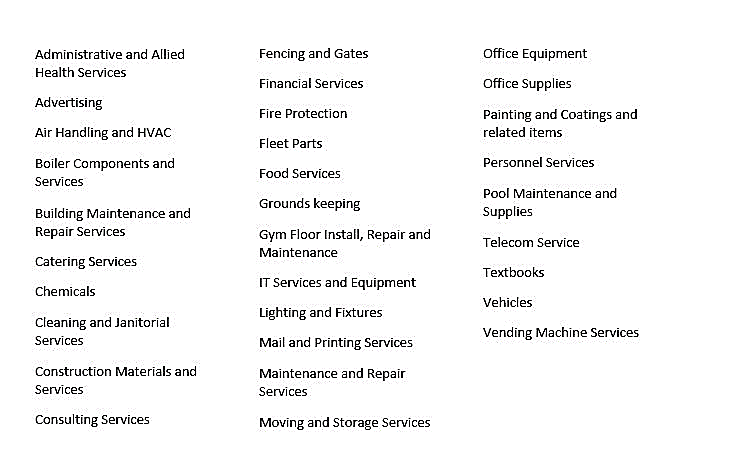 Administrative and Allied
Health Services
Advertising
Air Handling and HVAC
Boiler Components and
Services
Building Maintenance and
Repair Services
Catering Services
Chemicals
Cleaning and Janitorial
Services
Construction Materials and
Services
Consulting Services
Fencing and Gates
Financial Services
Fire Protection
Fleet Parts
Food Services
Grounds keeping
Gym Floor Install, Repair and
Maintenance
IT Services and Equipment
Lighting and Fixtures
Mail and Printing Services
Maintenance and Repair
Services
Moving and Storage Services
Office Equipment
Office Supplies
Painting and Coatings and
related items
Personnel Services
Pool Maintenance and
Supplies
Telecom Service
Textbooks
Vehicles
Vending Machine Services